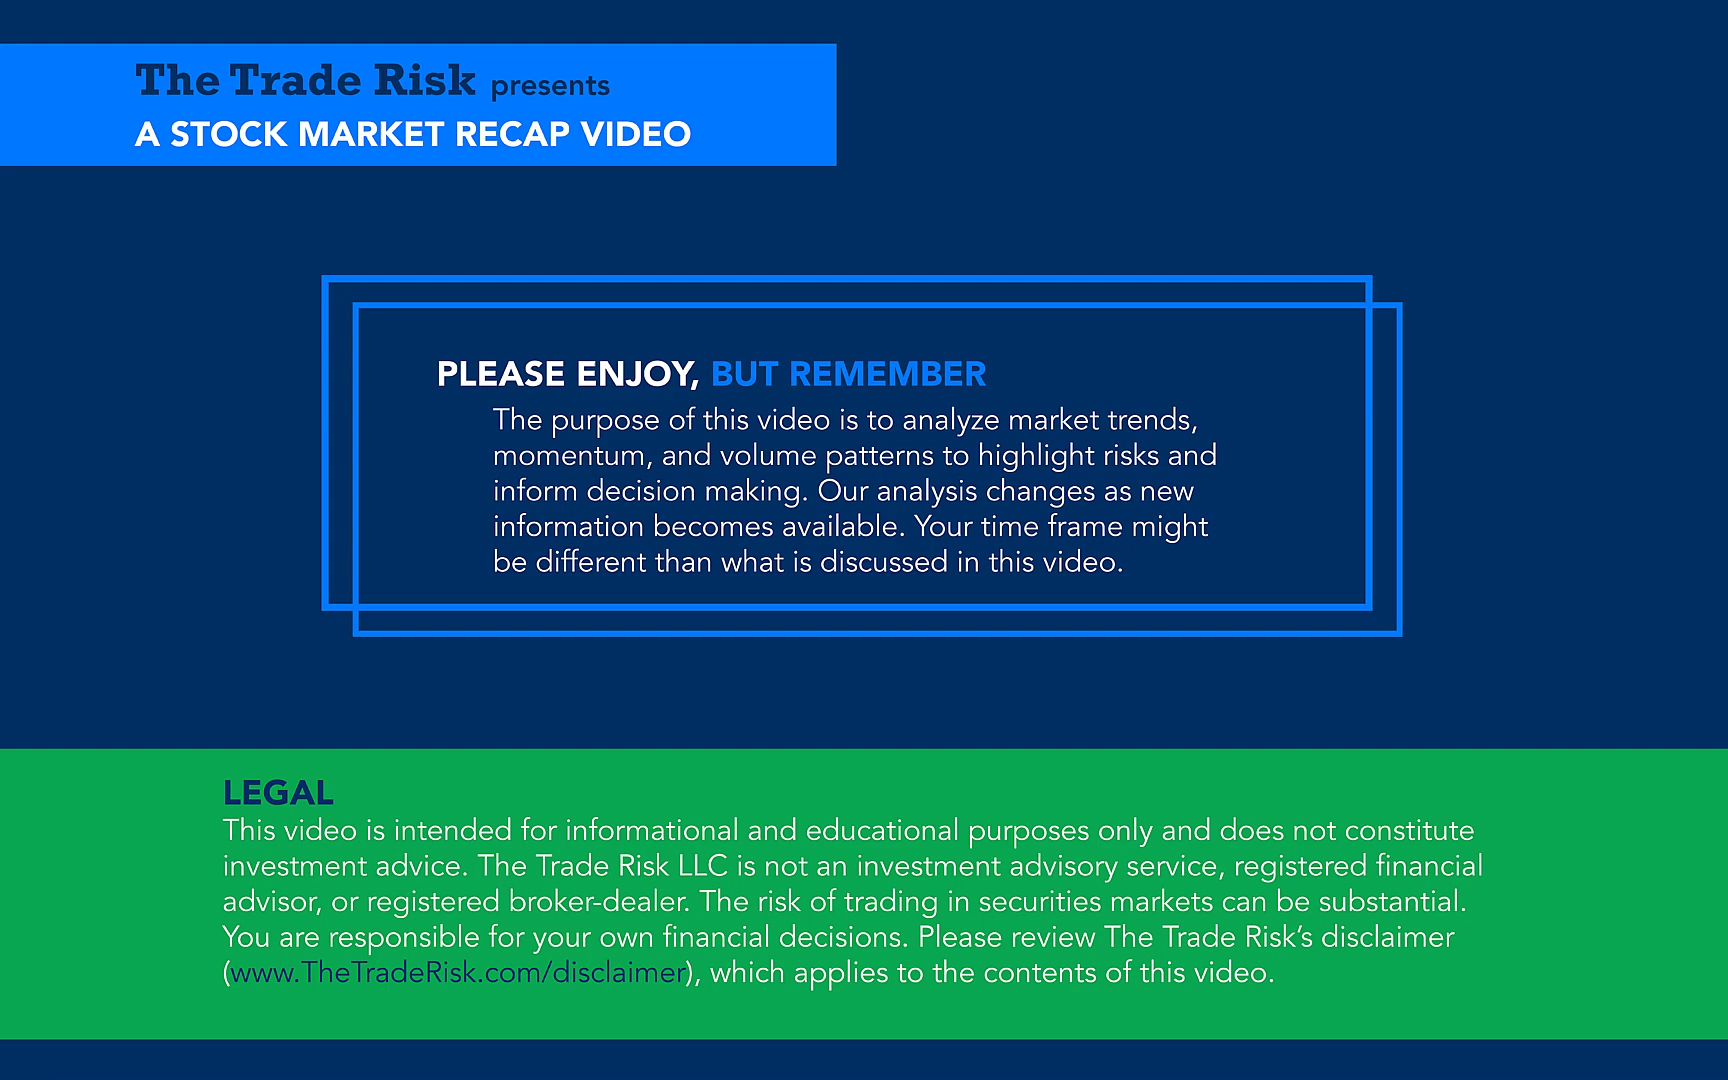 The Trade Risk presents
A STOCK MARKET RECAP VIDEO
PLEASE ENJOY, BUT REMEMBER
The purpose of this video is to analyze market trends,
momentum, and volume patterns to highlight risks and
inform decision making. Our analysis changes as new
information becomes available. Your time frame might
be different than what is discussed in this video.
LEGAL
This video is intended for informational and educational purposes only and does not constitute
investment advice. The Trade Risk LLC is not an investment advisory service, registered financial
advisor, or registered broker-dealer. The risk of trading in securities markets can be substantial.
You are responsible for your own financial decisions. Please review The Trade Risk’s disclaimer
(www.TheTradeRisk.com/disclaimer), which applies to the contents of this video.